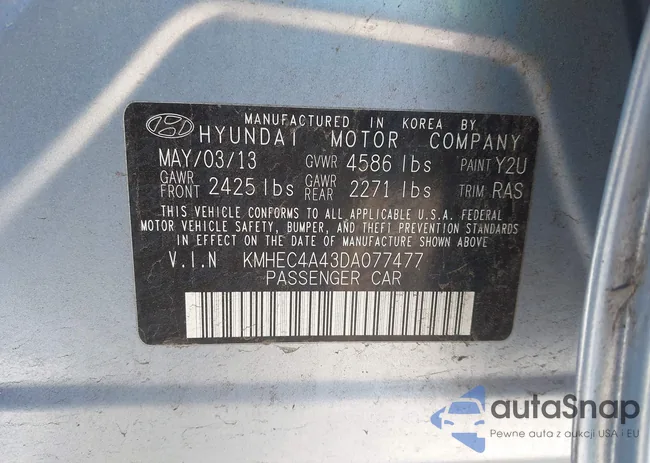 MANUFACTURED IN KOREA BY
HYUNDAI MOTOR COMPANY
MAY/03/13 GVWR 4586 lbs PAINT Y2U
GAWR FRONT 2425 lbs GAWR REAR 2271 lbs TRIM RAS
THIS VEHICLE CONFORMS TO ALL APPLICABLE U.S.A. FEDERAL
MOTOR VEHICLE SAFETY, BUMPER, AND THEFT PREVENTION STANDARDS
IN EFFECT ON THE DATE OF MANUFACTURE SHOWN ABOVE
V.I.N KMHEC4A43DA077477
PASSENGER CAR
autaSnap
Pewne auta z aukcji USA i EU